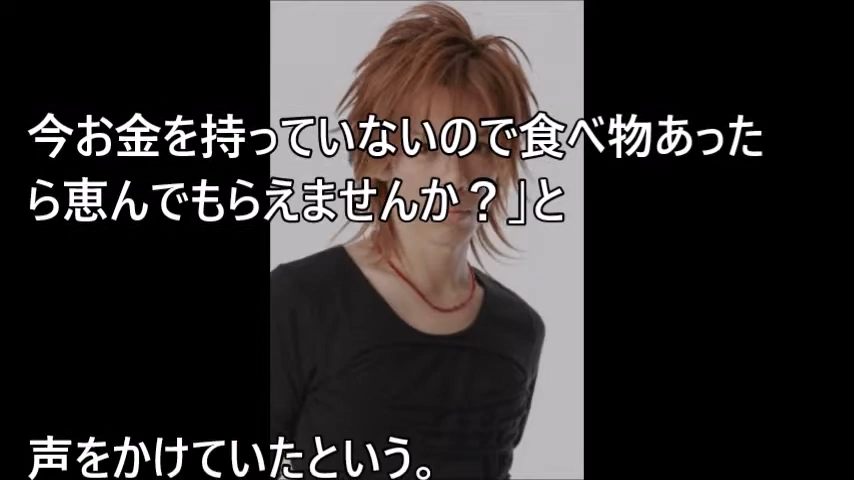 今お金を持っていないので食べ物あった
ら恵んでもらえませんか？」と
声をかけていたという。